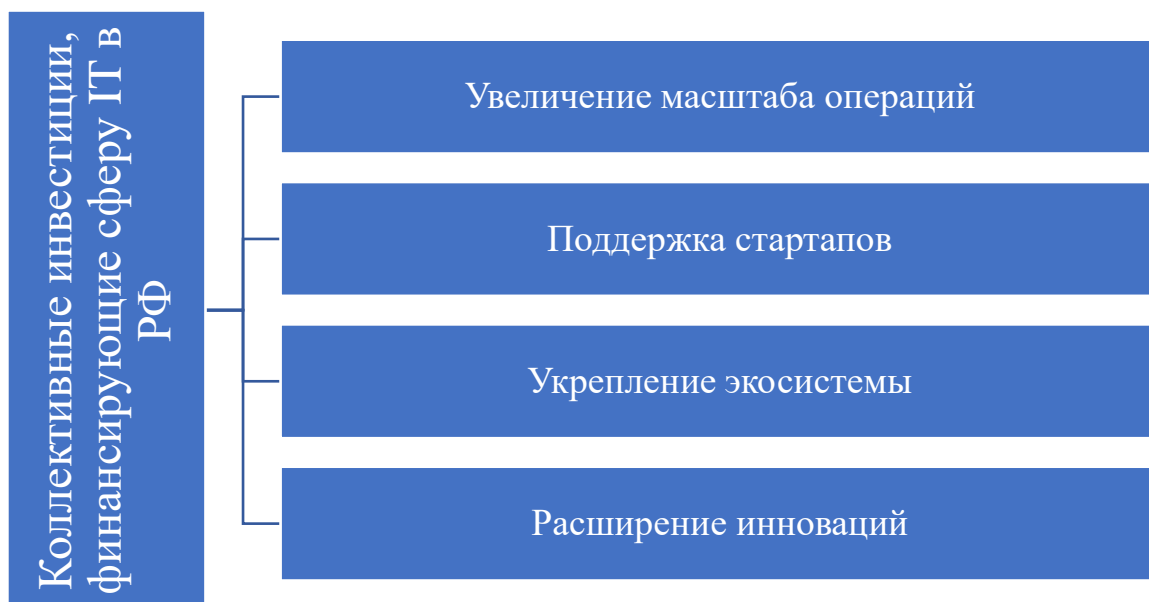 Коллективные инвестиции,
финансирующие сферу IT в
РФ
Увеличение масштаба операций
Поддержка стартапов
Укрепление экосистемы
Расширение инноваций